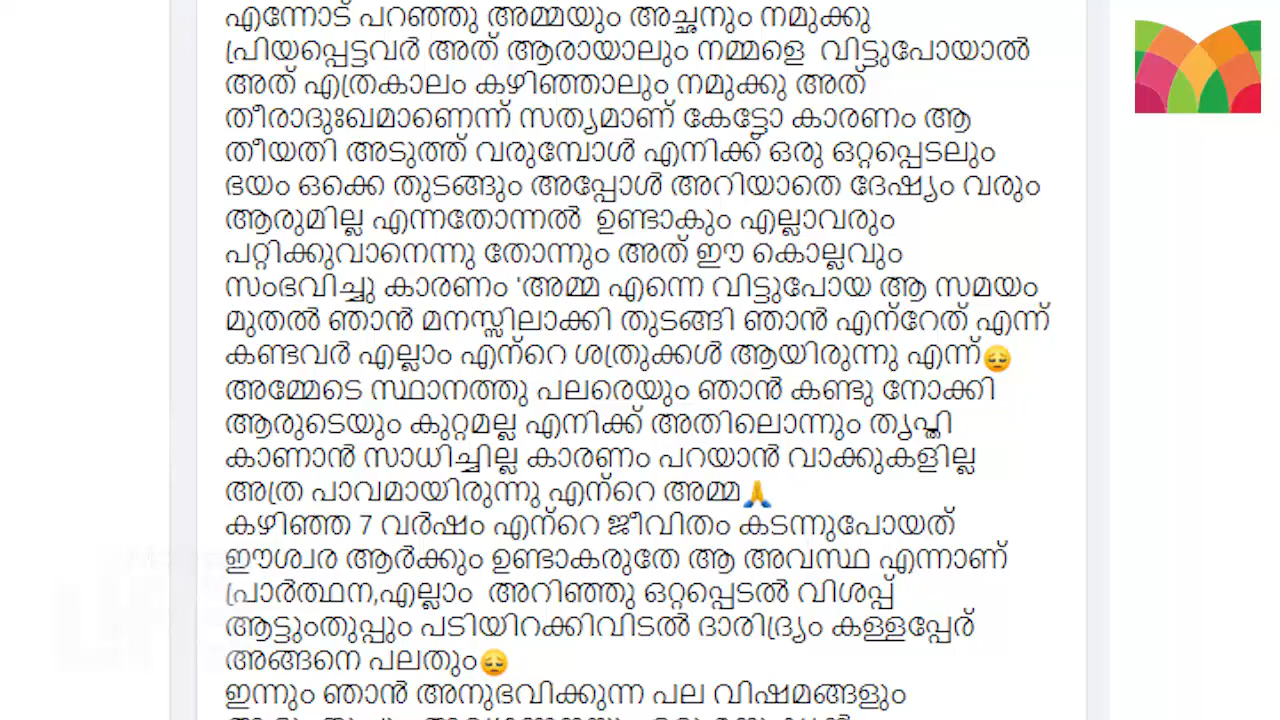 എന്നോട് പറഞ്ഞു അമ്മയും അച്ഛനും നമുക്കു
പ്രിയപ്പെട്ടവർ അത് ആരായാലും നമ്മളെ വിട്ടുപോയാൽ
അത് എത്രകാലം കഴിഞ്ഞാലും നമുക്കു അത്
തീരാദുഃഖമാണെന്ന് സത്യമാണ് കേട്ടോ കാരണം ആ
തീയതി അടുത്ത് വരുമ്പോൾ എനിക്ക് ഒരു ഒറ്റപ്പെടലും
ഭയം ഒക്കെ തുടങ്ങും അപ്പോൾ അറിയാതെ ദേഷ്യം വരും
ആരുമില്ല എന്നതോന്നൽ ഉണ്ടാകും എല്ലാവരും
പറ്റിക്കുവാനെന്നു തോന്നും അത് ഈ കൊല്ലവും
സംഭവിച്ചു കാരണം 'അമ്മ എന്നെ വിട്ടുപോയ ആ സമയം
മുതൽ ഞാൻ മനസ്സിലാക്കി തുടങ്ങി ഞാൻ എന്റേത് എന്ന്
കണ്ടവർ എല്ലാം എന്റെ ശത്രുക്കൾ ആയിരുന്നു എന്ന്😔
അമ്മേടെ സ്ഥാനത്തു പലരെയും ഞാൻ കണ്ടു നോക്കി
ആരുടെയും കുറ്റമല്ല എനിക്ക് അതിലൊന്നും തൃപ്തി
കാണാൻ സാധിച്ചില്ല കാരണം പറയാൻ വാക്കുകളില്ല
അത്ര പാവമായിരുന്നു എന്റെ അമ്മ🙏
കഴിഞ്ഞ 7 വർഷം എന്റെ ജീവിതം കടന്നുപോയത്
ഈശ്വര ആർക്കും ഉണ്ടാകരുതേ ആ അവസ്ഥ എന്നാണ്
പ്രാർത്ഥന,എല്ലാം അറിഞ്ഞു ഒറ്റപ്പെടൽ വിശപ്പ്
ആട്ടുംതുപ്പും പടിയിറക്കിവിടൽ ദാരിദ്ര്യം കള്ളപ്പേര്
അങ്ങനെ പലതും😔
ഇന്നും ഞാൻ അനുഭവിക്കുന്ന പല വിഷമങ്ങളും